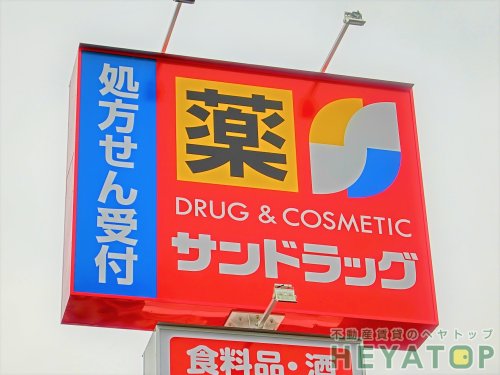 処方せん受付
薬
DRUG & COSMETIC
サンドラッグ
食料品・酒
不動産賃貸のヘヤトップ
HEYATOP